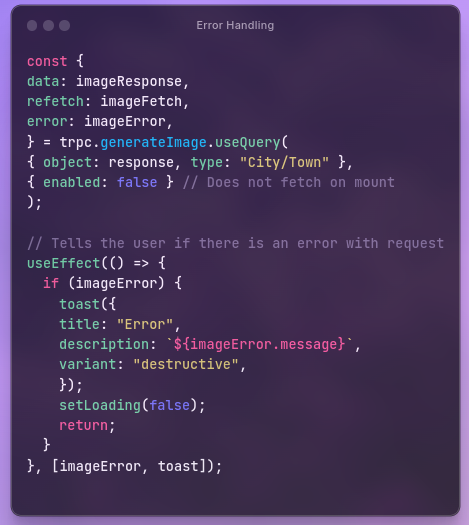 Error Handling
const {
data: imageResponse,
refetch: imageFetch,
error: imageError,
} = trpc.generateImage.useQuery(
{ object: response, type: "City/Town" },
{ enabled: false } // Does not fetch on mount
);
// Tells the user if there is an error with request
useEffect(() => {
if (imageError) {
toast({
title: "Error",
description: `${imageError.message}`,
variant: "destructive",
});
setLoading(false);
return;
}
}, [imageError, toast]);